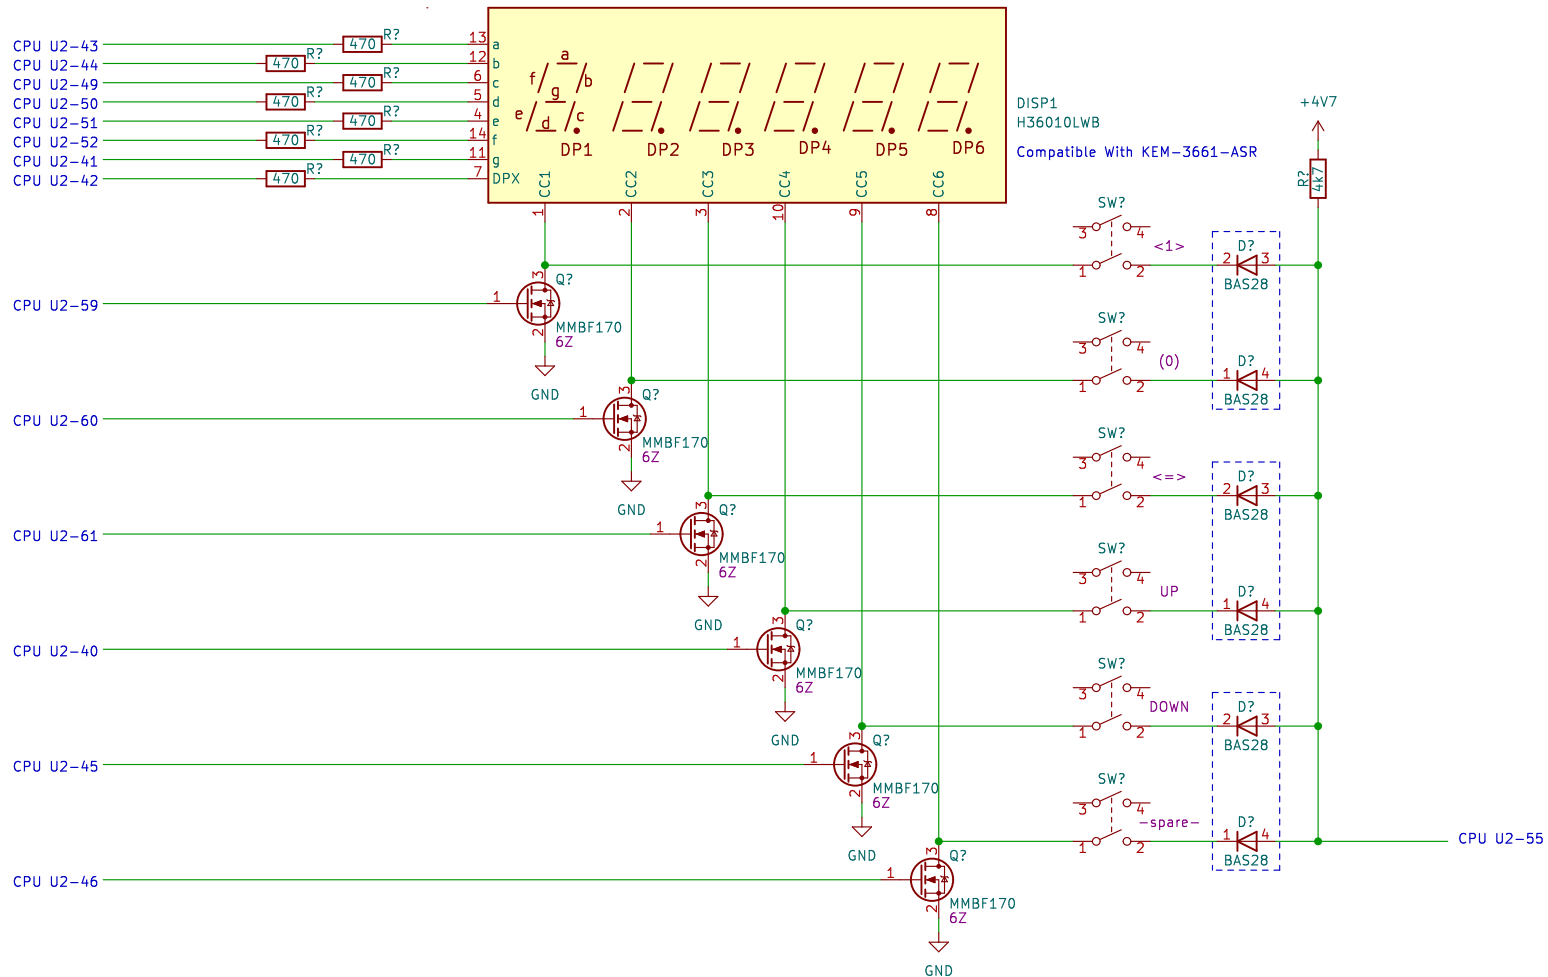 CPU U2-43
R?
470
13
a
CPU U2-44
R?
470
12
b
CPU U2-49
R?
470
6
c
CPU U2-50
R?
470
5
d
CPU U2-51
R?
470
4
e
CPU U2-52
R?
470
14
f
CPU U2-41
R?
470
11
g
CPU U2-42
R?
470
7
DPX
a
f
b
g
e
d
c
DP1
DP2
DP3
DP4
DP5
DP6
CC1
CC2
CC3
CC4
CC5
CC6
1
2
3
10
9
8
DISP1
H36010LWB
Compatible With KEM-3661-ASR
+4V7
R?
4k7
SW?
3
4
<1>
1
2
D?
2
3
BAS28
CPU U2-59
1
3
Q?
MMBF170
6Z
2
GND
SW?
3
4
(0)
1
2
D?
1
4
BAS28
CPU U2-60
1
3
Q?
MMBF170
6Z
2
GND
SW?
3
4
<=>
1
2
D?
2
3
BAS28
CPU U2-61
1
3
Q?
MMBF170
6Z
2
GND
SW?
3
4
UP
1
2
D?
1
4
BAS28
CPU U2-40
1
3
Q?
MMBF170
6Z
2
GND
SW?
3
4
DOWN
1
2
D?
2
3
BAS28
CPU U2-45
1
3
Q?
MMBF170
6Z
2
GND
SW?
3
4
-spare-
1
2
D?
1
4
BAS28
CPU U2-55
CPU U2-46
1
3
Q?
MMBF170
6Z
2
GND